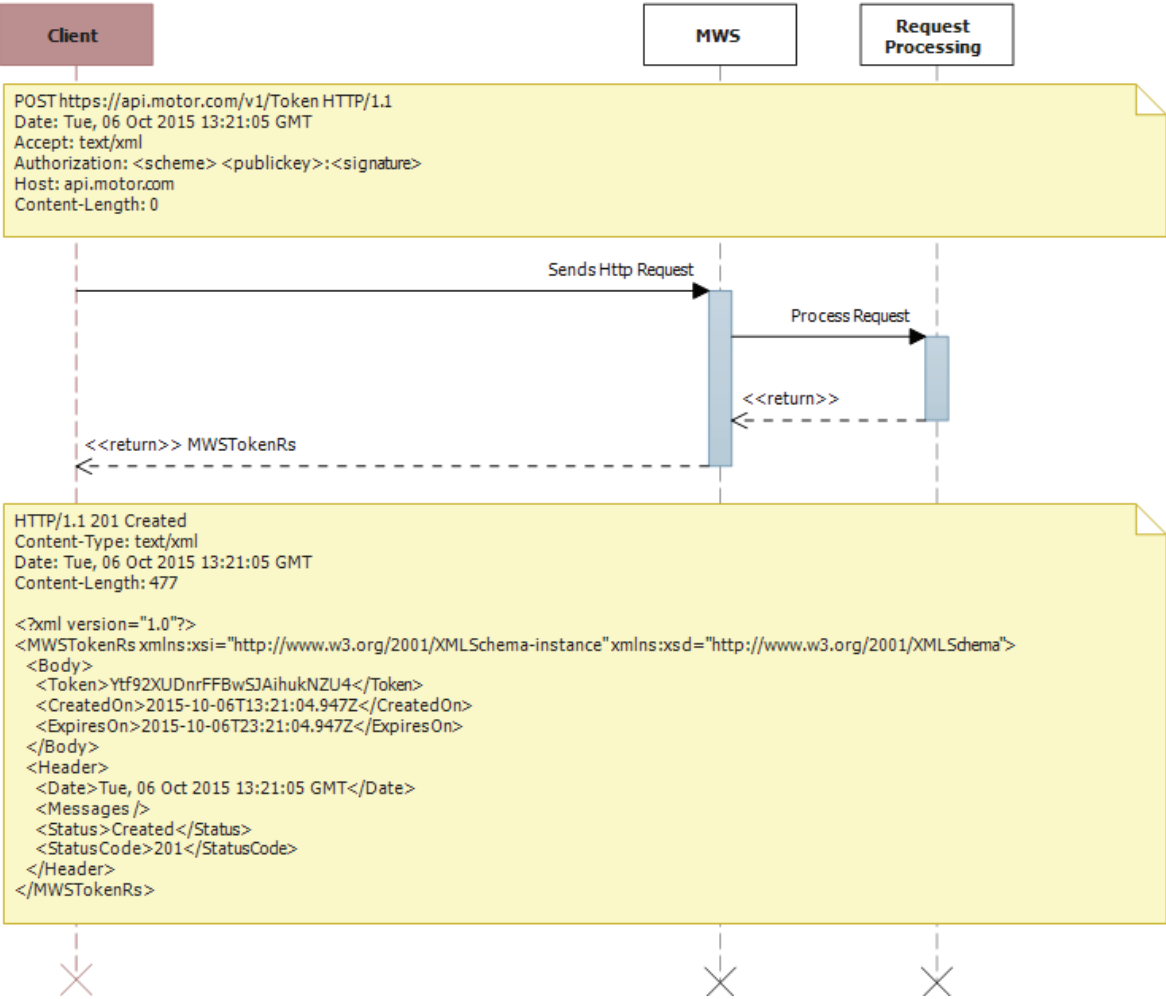 Client
MWS
Request
Processing
POST https://api.motor.com/v1/Token HTTP/1.1
Date: Tue, 06 Oct 2015 13:21:05 GMT
Accept: text/xml
Authorization: <scheme> <publickey>:<signature>
Host: api.motor.com
Content-Length: 0
Sends Http Request
Process Request
<<return>>
<<return>> MWSTokenRs
HTTP/1.1 201 Created
Content-Type: text/xml
Date: Tue, 06 Oct 2015 13:21:05 GMT
Content-Length: 477
<?xml version="1.0"?>
<MWSTokenRs xmlns:xsi="http://www.w3.org/2001/XMLSchema-instance" xmlns:xsd="http://www.w3.org/2001/XMLSchema">
<Body>
<Token>Ytf92XUDnrFFBwSJAihukNZU4</Token>
<CreatedOn>2015-10-06T13:21:04.947Z</CreatedOn>
<ExpiresOn>2015-10-06T23:21:04.947Z</ExpiresOn>
</Body>
<Header>
<Date>Tue, 06 Oct 2015 13:21:05 GMT</Date>
<Messages />
<Status>Created</Status>
<StatusCode>201</StatusCode>
</Header>
</MWSTokenRs>